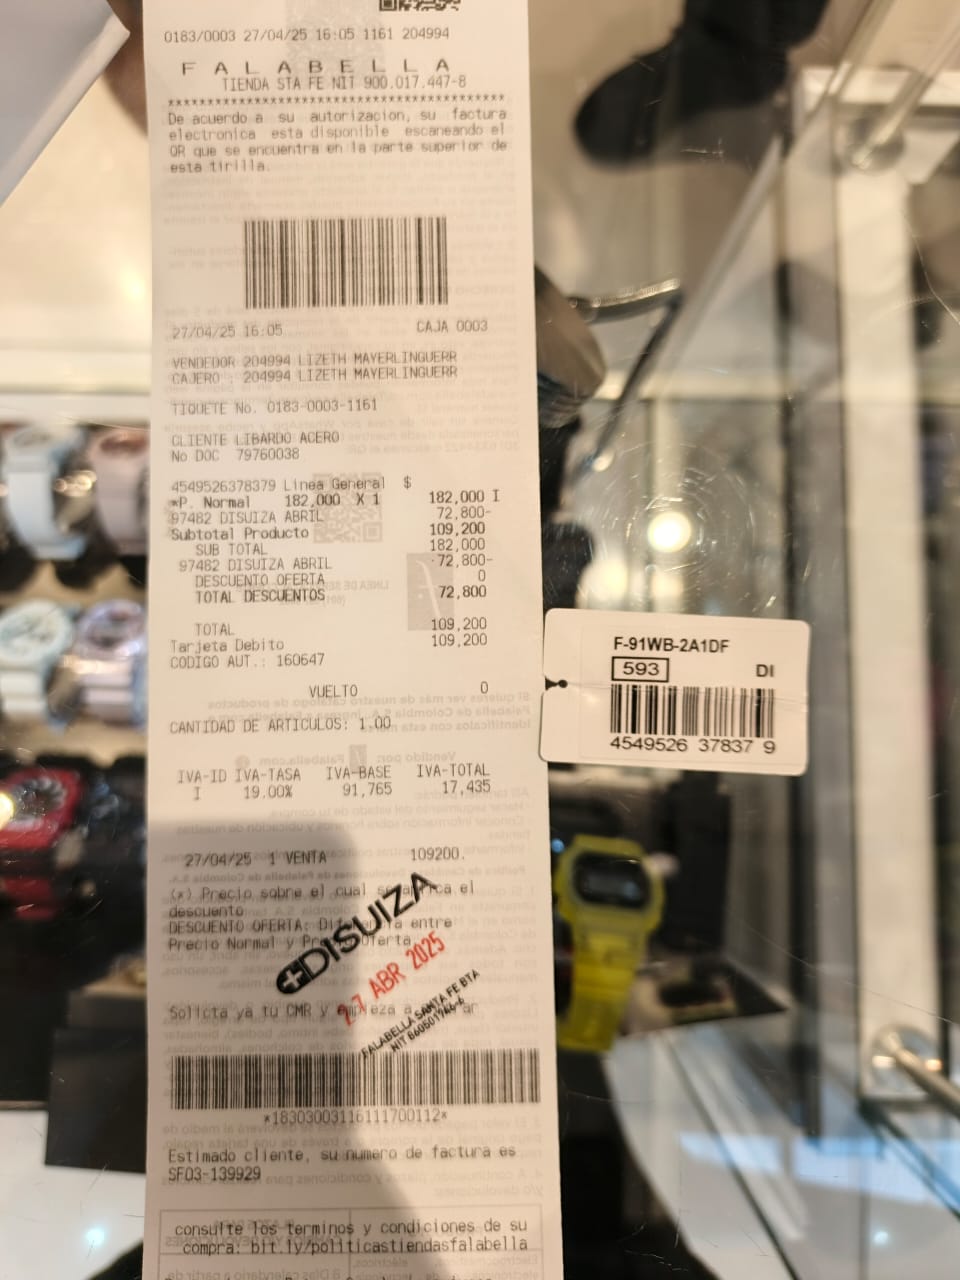 0183/0003 27/04/25 16:05 1161 204994
F A L A B E L L A
TIENDA STA FE NIT 900.017.447-8
****************************************
De acuerdo a su autorizacion, su factura
electronica esta disponible escaneando el
QR que se encuentra en la parte superior de
esta tirilla.
27/04/25 16:05 CAJA 0003
VENDEDOR 204994 LIZETH MAYERLINGUERR
CAJERO : 204994 LIZETH MAYERLINGUERR
TIQUETE No. 0183-0003-1161
CLIENTE LIBARDO ACERO
No DOC 79760038
4549526378379 Linea General $
*P. Normal 182,000 X 1 182,000 I
97482 DISUIZA ABRIL 72,800-
Subtotal Producto 109,200
SUB TOTAL 182,000
97482 DISUIZA ABRIL 72,800-
DESCUENTO OFERTA 0
TOTAL DESCUENTOS 72,800
TOTAL 109,200
Tarjeta Debito 109,200
CODIGO AUT.: 160647
VUELTO 0
CANTIDAD DE ARTICULOS: 1.00
IVA-ID IVA-TASA IVA-BASE IVA-TOTAL
I 19.00% 91,765 17,435
27/04/25 1 VENTA 109200.
(*) Precio sobre el cual se aplica el
descuento
DESCUENTO OFERTA: Diferencia entre
Precio Normal y Precio Oferta
DISUIZA
27 ABR 2025
FALABELLA SANTA FE BTA
Solicita ya tu CMR y empieza a
*18303003116111700112*
Estimado cliente, su numero de factura es
SF03-139929
consulte los terminos y condiciones de su
compra: bit.ly/politicastiendasfalabella
F-91WB-2A1DF
593 DI
4549526 37837 9